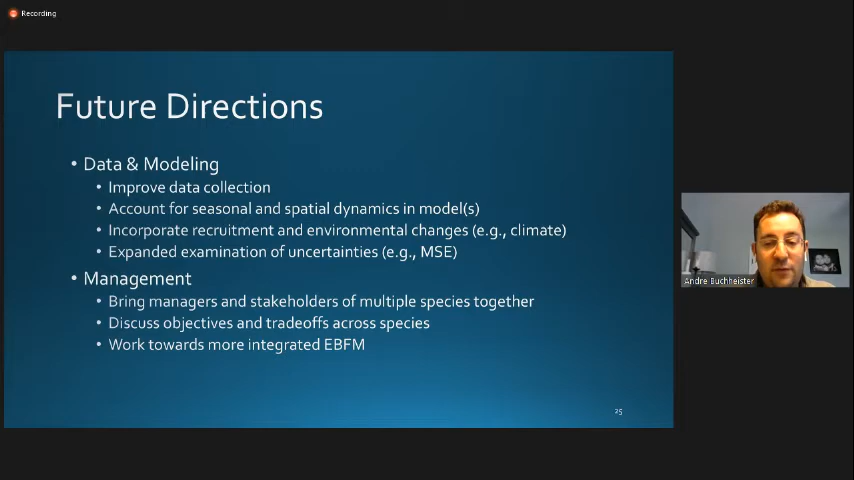 Recording
Future Directions
• Data & Modeling
• Improve data collection
• Account for seasonal and spatial dynamics in model(s)
• Incorporate recruitment and environmental changes (e.g., climate)
• Expanded examination of uncertainties (e.g., MSE)
• Management
• Bring managers and stakeholders of multiple species together
• Discuss objectives and tradeoffs across species
• Work towards more integrated EBFM
25
Andre Buchheister